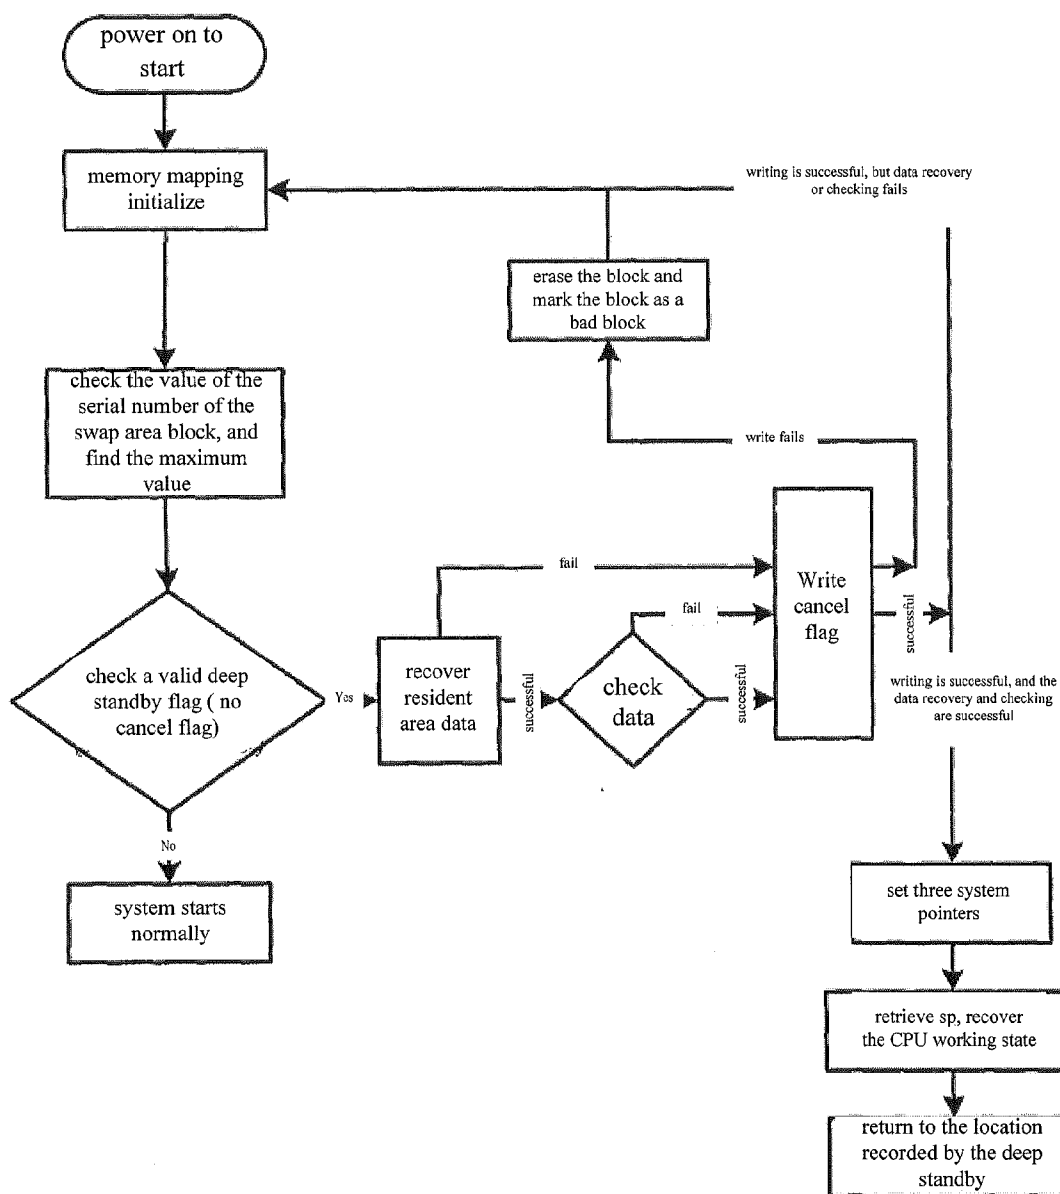 power on to
start
memory mapping
initialize
writing is successful, but data recovery
or checking fails
erase the block and
mark the block as a
bad block
check the value of the
serial number of the
swap area block, and
find the maximum
value
write fails
fail
Write
cancel
flag
fail
successful
check a valid deep
standby flag ( no
cancel flag)
Yes
recover
resident
area data
successful
check
data
successful
writing is successful, and the
data recovery and checking
are successful
No
system starts
normally
set three system
pointers
retrieve sp, recover
the CPU working state
return to the location
recorded by the deep
standby